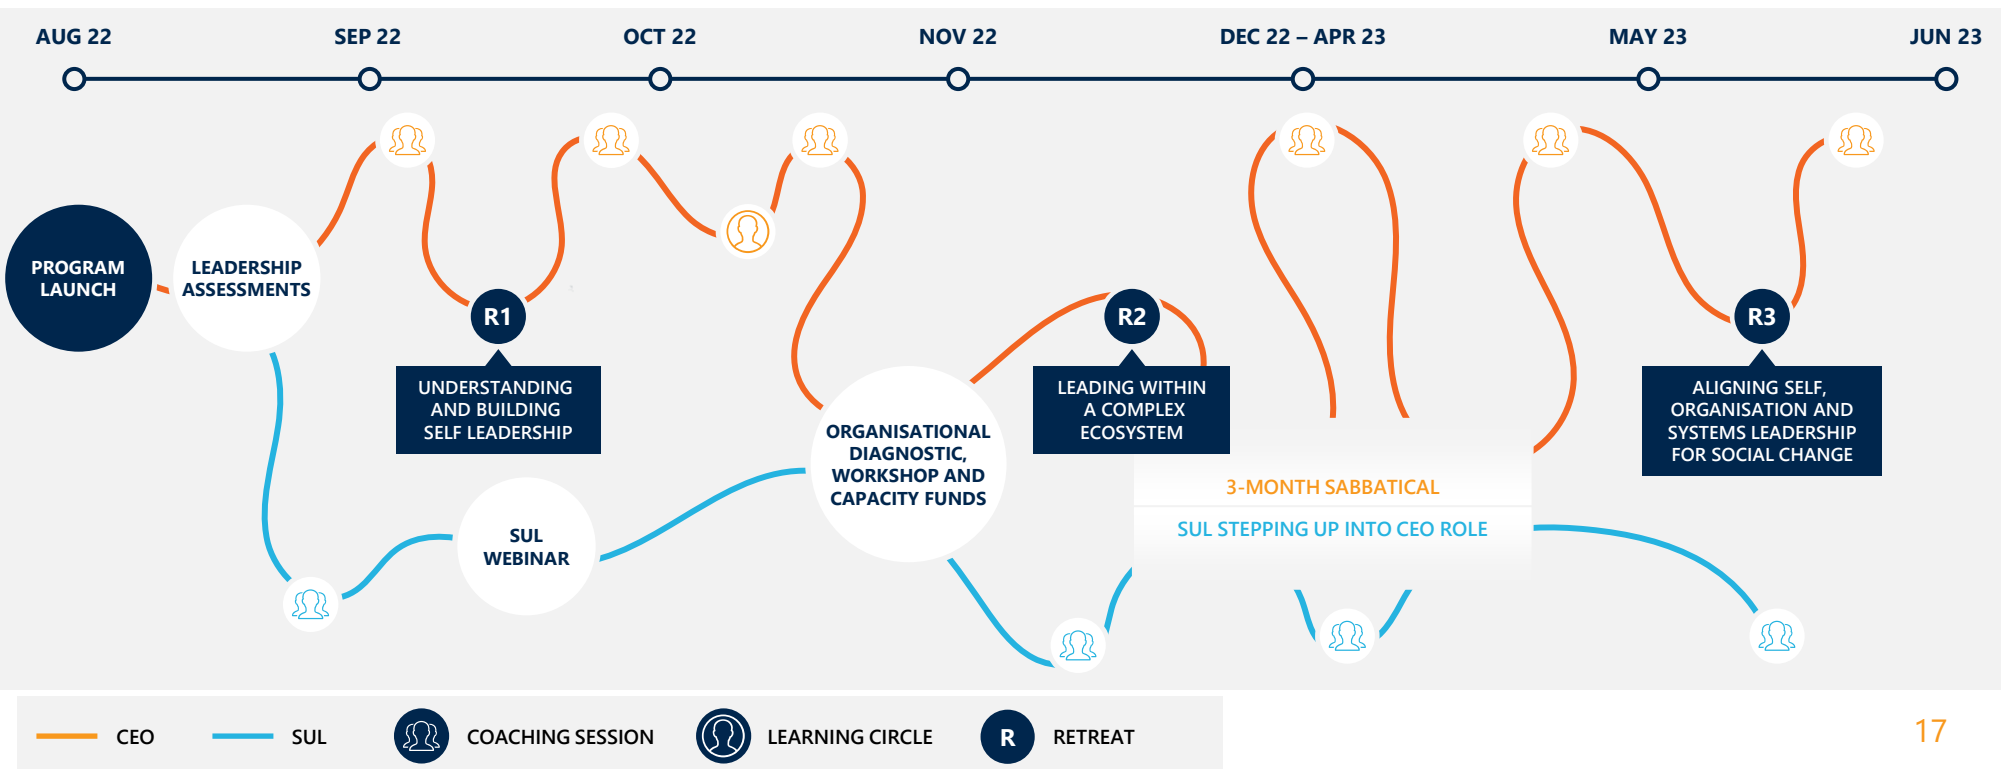 AUG 22
SEP 22
OCT 22
NOV 22
DEC 22 – APR 23
MAY 23
JUN 23
PROGRAM
LAUNCH
LEADERSHIP
ASSESSMENTS
R1
UNDERSTANDING
AND BUILDING
SELF LEADERSHIP
SUL
WEBINAR
ORGANISATIONAL
DIAGNOSTIC,
WORKSHOP AND
CAPACITY FUNDS
R2
LEADING WITHIN
A COMPLEX
ECOSYSTEM
3-MONTH SABBATICAL
SUL STEPPING UP INTO CEO ROLE
R3
ALIGNING SELF,
ORGANISATION AND
SYSTEMS LEADERSHIP
FOR SOCIAL CHANGE
CEO
SUL
COACHING SESSION
LEARNING CIRCLE
R
RETREAT
17